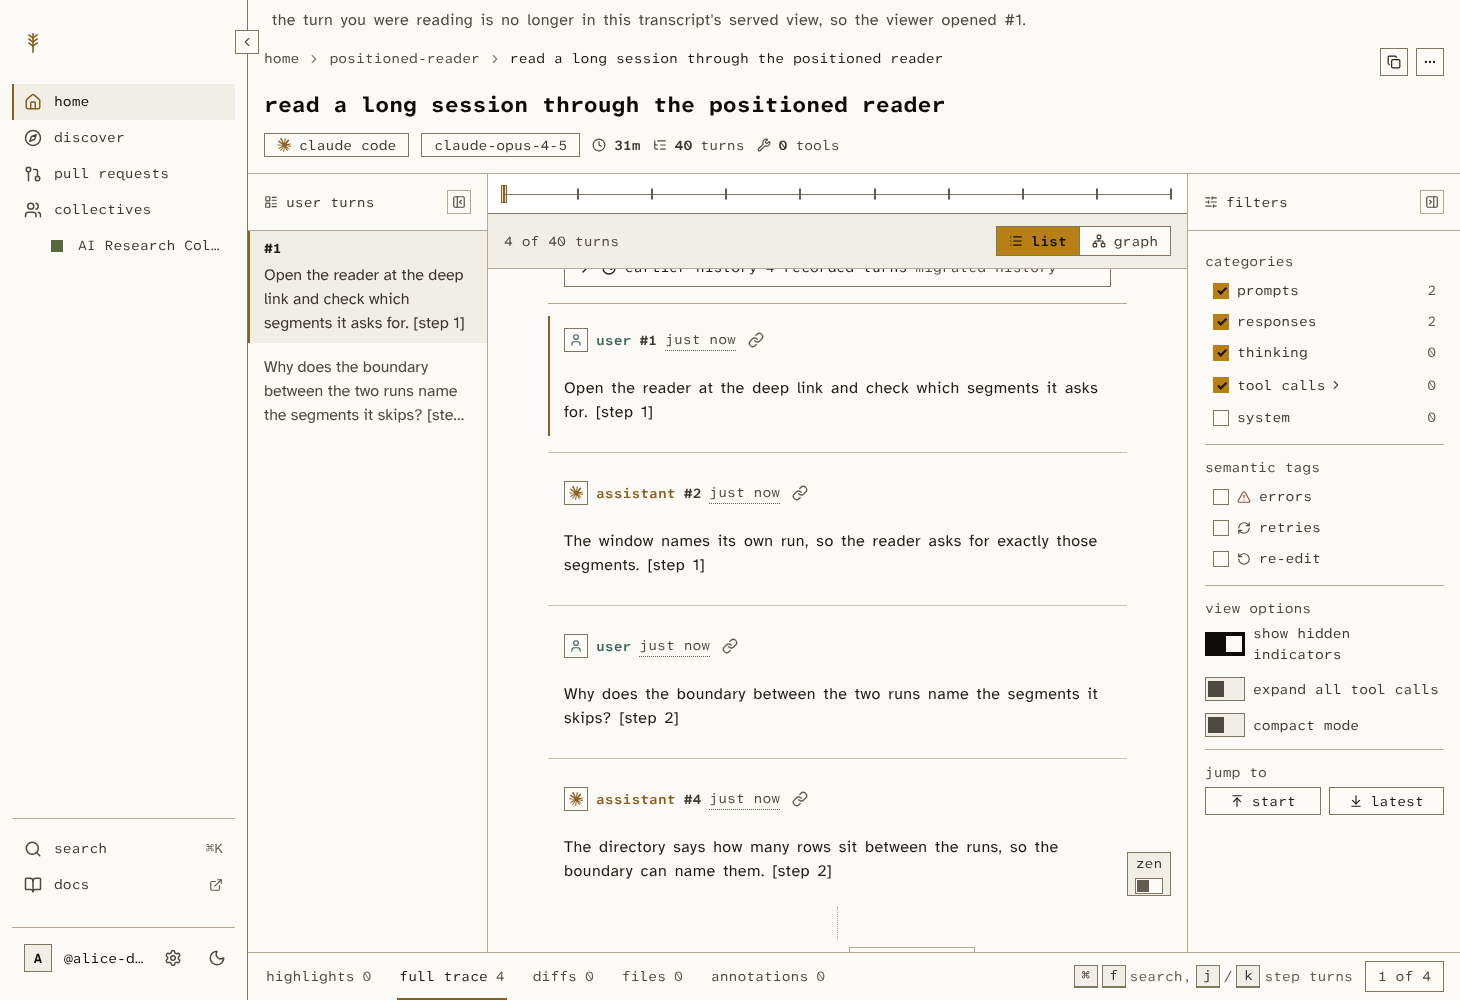 the turn you were reading is no longer in this transcript's served view, so the viewer opened #1.
home > positioned-reader > read a long session through the positioned reader
read a long session through the positioned reader
claude code claude-opus-4-5 31m 40 turns 0 tools
home
discover
pull requests
collectives
AI Research Col…
search ⌘K
docs
A @alice-d…
user turns
#1
Open the reader at the deep
link and check which
segments it asks for. [step 1]
Why does the boundary
between the two runs name
the segments it skips? [ste…
4 of 40 turns
list graph
earlier history 4 recorded turns migrated history
user #1 just now
Open the reader at the deep link and check which segments it asks
for. [step 1]
assistant #2 just now
The window names its own run, so the reader asks for exactly those
segments. [step 1]
user just now
Why does the boundary between the two runs name the segments it
skips? [step 2]
assistant #4 just now
The directory says how many rows sit between the runs, so the
boundary can name them. [step 2]
zen
filters
categories
prompts 2
responses 2
thinking 0
tool calls > 0
system 0
semantic tags
errors
retries
re-edit
view options
show hidden
indicators
expand all tool calls
compact mode
jump to
start latest
highlights 0 full trace 4 diffs 0 files 0 annotations 0
⌘ f search, j / k step turns 1 of 4